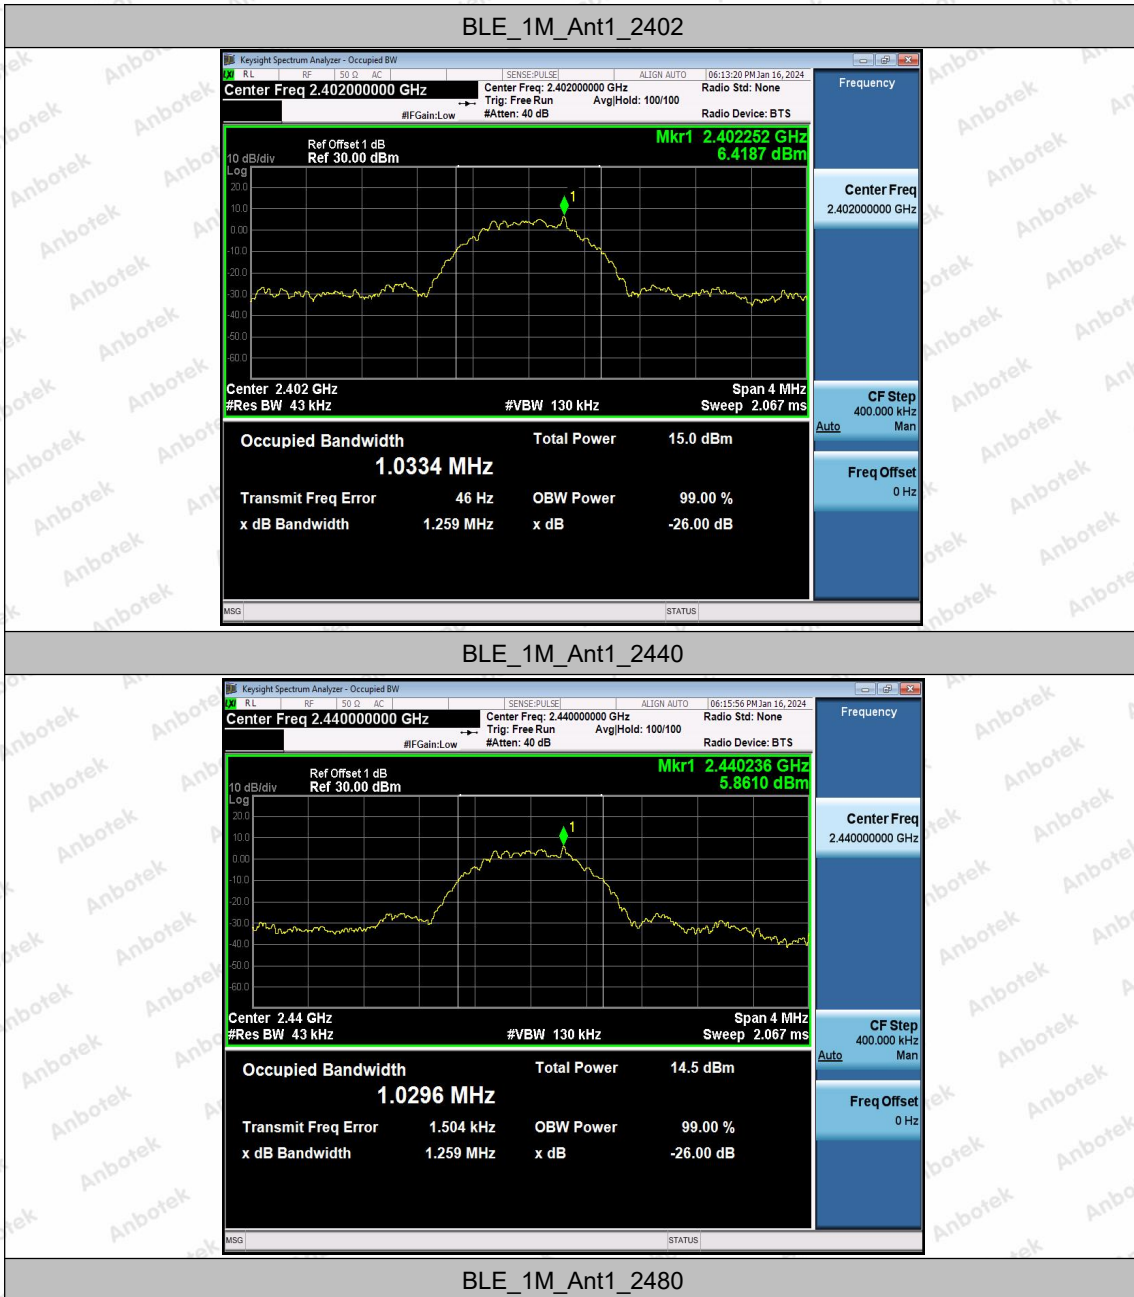 BLE_1M_Ant1_2402
Keysight Spectrum Analyzer - Occupied BW
LXI RL RF 50 Ω AC SENSE:PULSE ALIGN AUTO 06:13:20 PM Jan 16, 2024
Center Freq 2.402000000 GHz
Center Freq: 2.402000000 GHz Radio Std: None
Trig: Free Run Avg|Hold: 100/100
#IFGain:Low #Atten: 40 dB Radio Device: BTS
Frequency
Mkr1 2.402252 GHz
6.4187 dBm
Ref Offset 1 dB
10 dB/div Ref 30.00 dBm
Log
20.0
10.0
0.00
-10.0
-20.0
-30.0
-40.0
-50.0
-60.0
1
Center Freq
2.402000000 GHz
Center 2.402 GHz Span 4 MHz
#Res BW 43 kHz #VBW 130 kHz Sweep 2.067 ms
CF Step
400.000 kHz
Auto Man
Occupied Bandwidth Total Power 15.0 dBm
1.0334 MHz
Freq Offset
0 Hz
Transmit Freq Error 46 Hz OBW Power 99.00 %
x dB Bandwidth 1.259 MHz x dB -26.00 dB
MSG STATUS
BLE_1M_Ant1_2440
Keysight Spectrum Analyzer - Occupied BW
LXI RL RF 50 Ω AC SENSE:PULSE ALIGN AUTO 06:15:56 PM Jan 16, 2024
Center Freq 2.440000000 GHz
Center Freq: 2.440000000 GHz Radio Std: None
Trig: Free Run Avg|Hold: 100/100
#IFGain:Low #Atten: 40 dB Radio Device: BTS
Frequency
Mkr1 2.440236 GHz
5.8610 dBm
Ref Offset 1 dB
10 dB/div Ref 30.00 dBm
Log
20.0
10.0
0.00
-10.0
-20.0
-30.0
-40.0
-50.0
-60.0
1
Center Freq
2.440000000 GHz
Center 2.44 GHz Span 4 MHz
#Res BW 43 kHz #VBW 130 kHz Sweep 2.067 ms
CF Step
400.000 kHz
Auto Man
Occupied Bandwidth Total Power 14.5 dBm
1.0296 MHz
Freq Offset
0 Hz
Transmit Freq Error 1.504 kHz OBW Power 99.00 %
x dB Bandwidth 1.259 MHz x dB -26.00 dB
MSG STATUS
BLE_1M_Ant1_2480
Anbotek